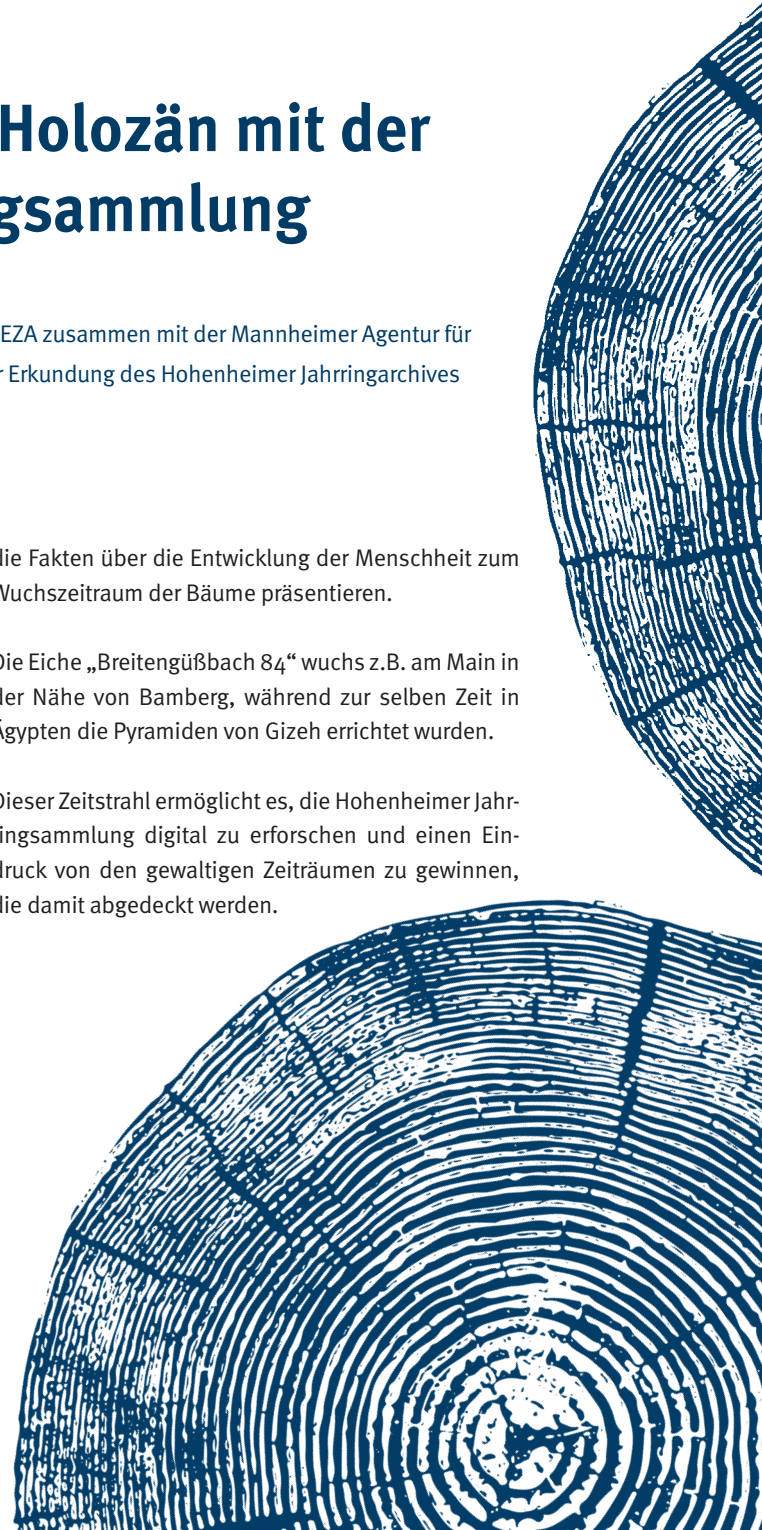 Holozän mit der
gsammlung
EZA zusammen mit der Mannheimer Agentur für
r Erkundung des Hohenheimer Jahrringarchives
die Fakten über die Entwicklung der Menschheit zum
Wuchszeitraum der Bäume präsentieren.
Die Eiche „Breitengüßbach 84“ wuchs z.B. am Main in
der Nähe von Bamberg, während zur selben Zeit in
Ägypten die Pyramiden von Gizeh errichtet wurden.
Dieser Zeitstrahl ermöglicht es, die Hohenheimer Jahr-
ringsammlung digital zu erforschen und einen Ein-
druck von den gewaltigen Zeiträumen zu gewinnen,
die damit abgedeckt werden.